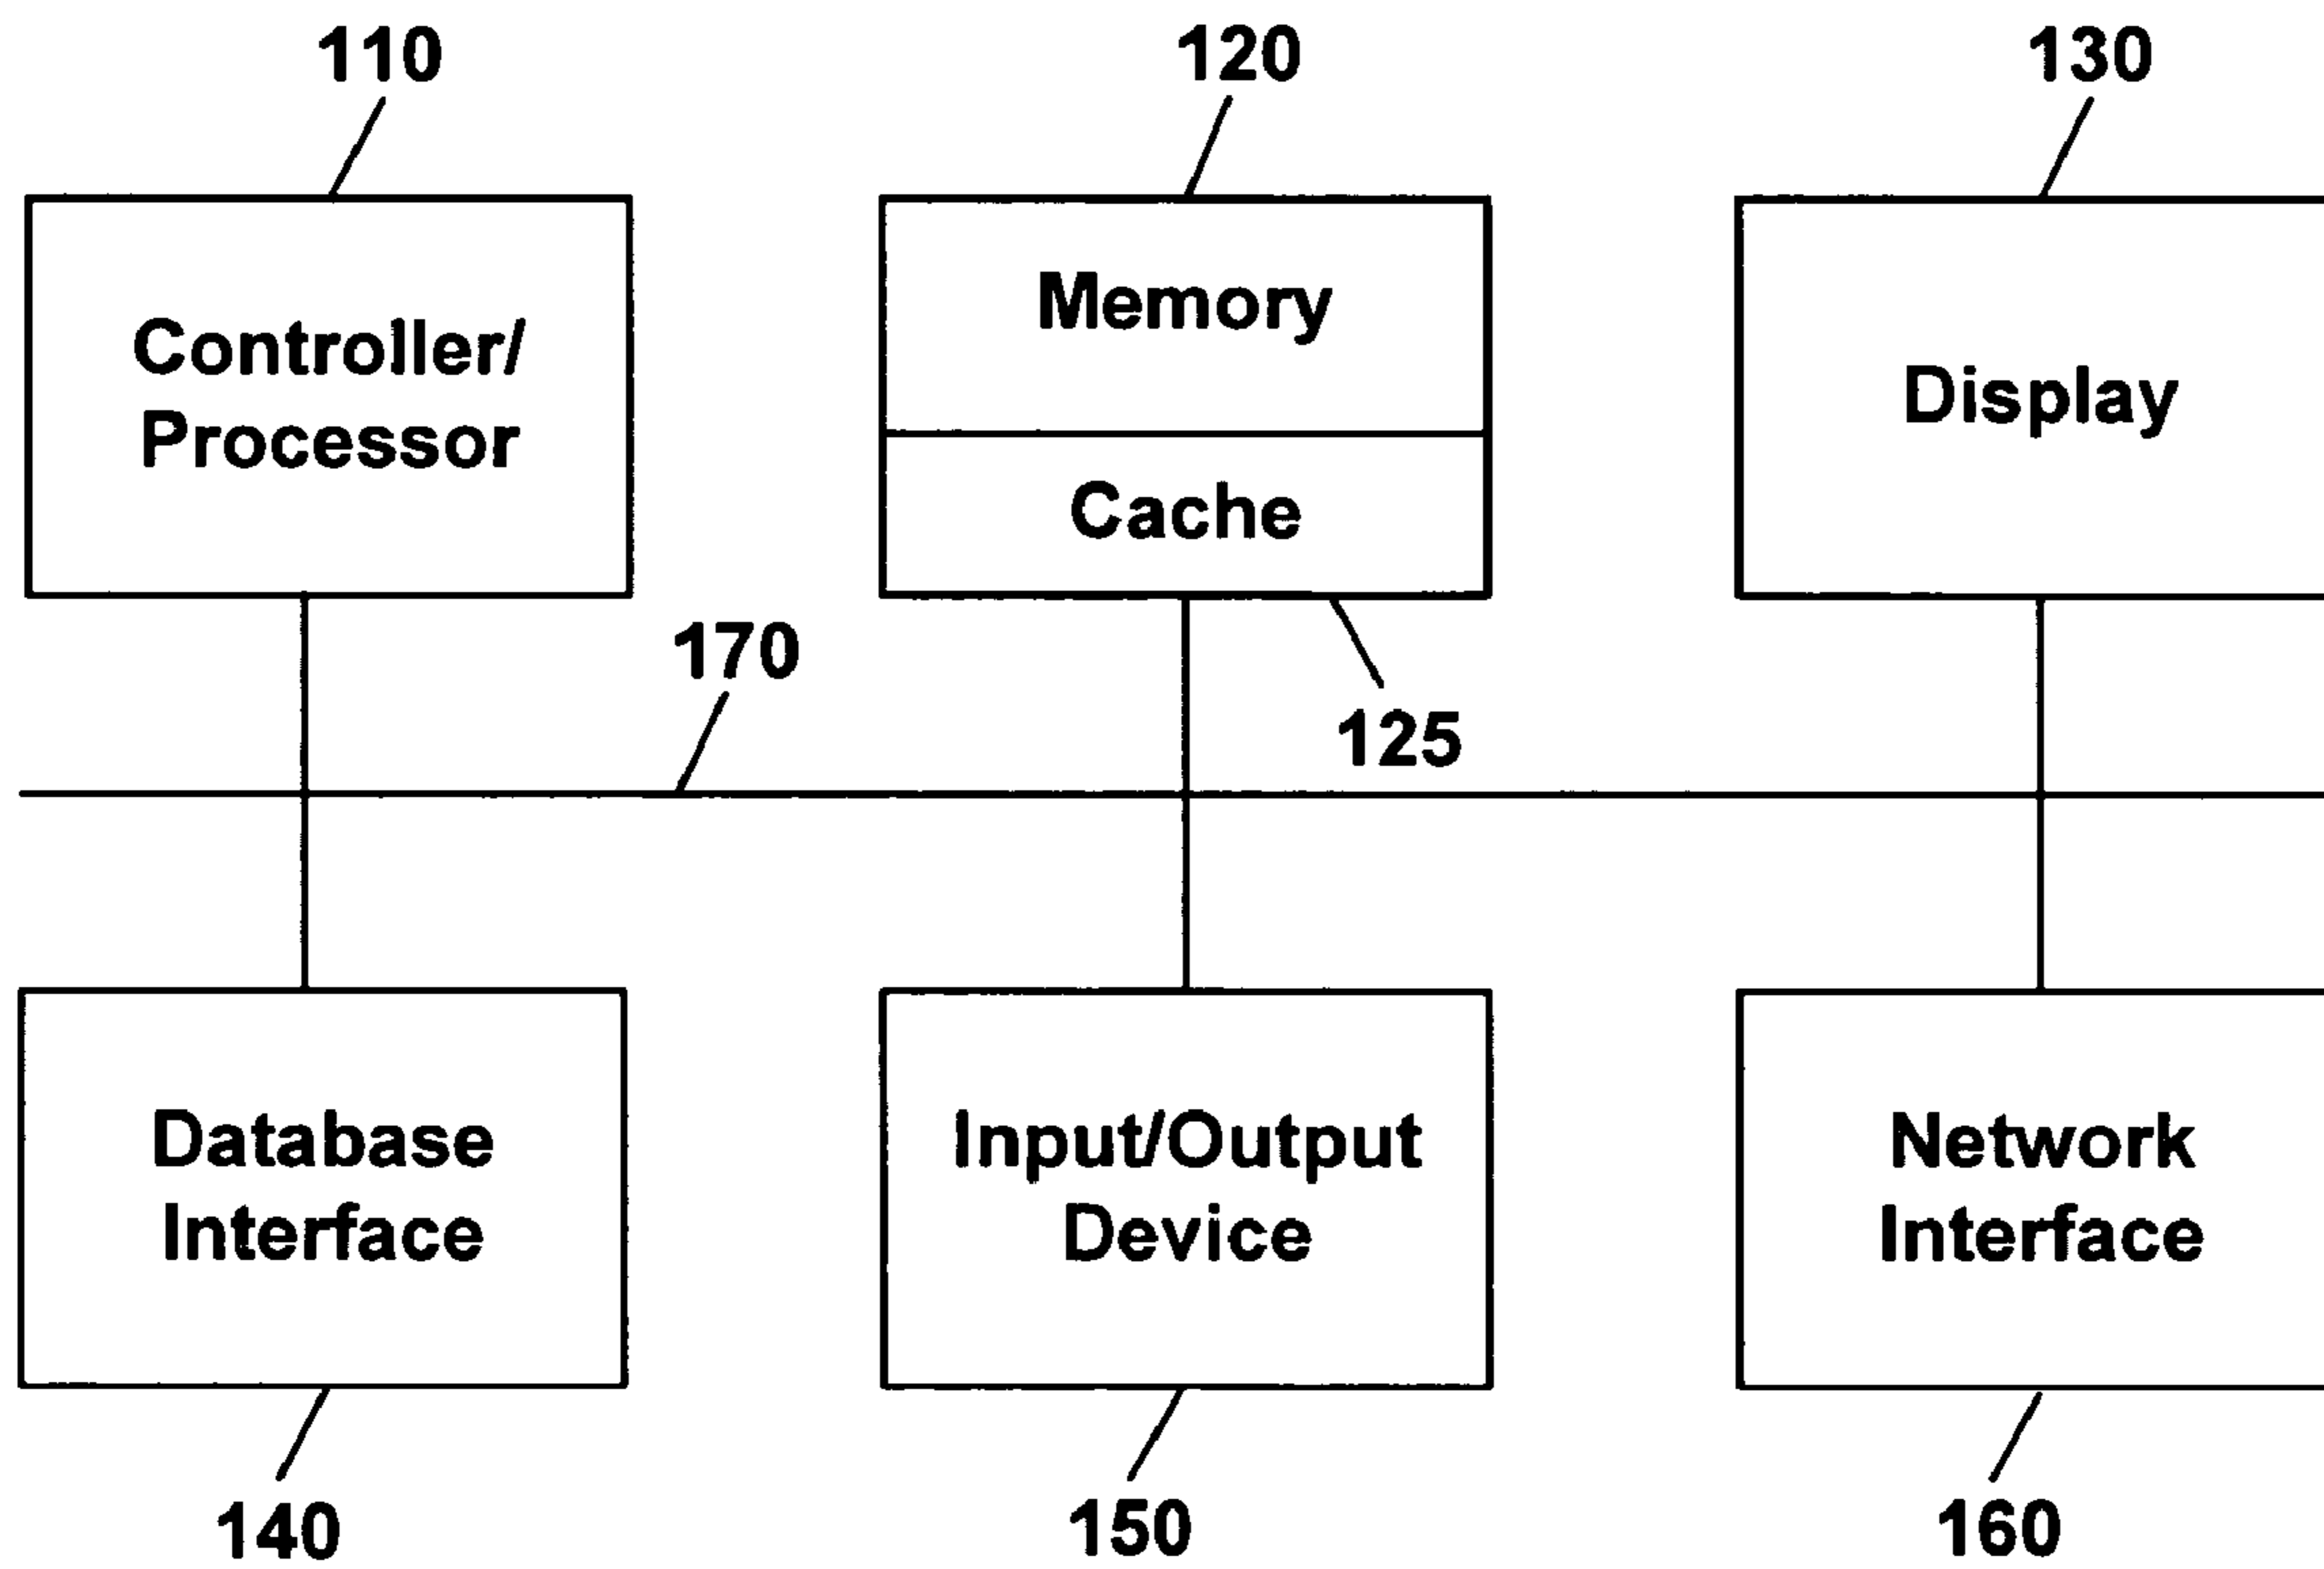 110
120
130
Controller/
Processor
Memory
Cache
Display
170
125
Database
Interface
Input/Output
Device
Network
Interface
140
150
160